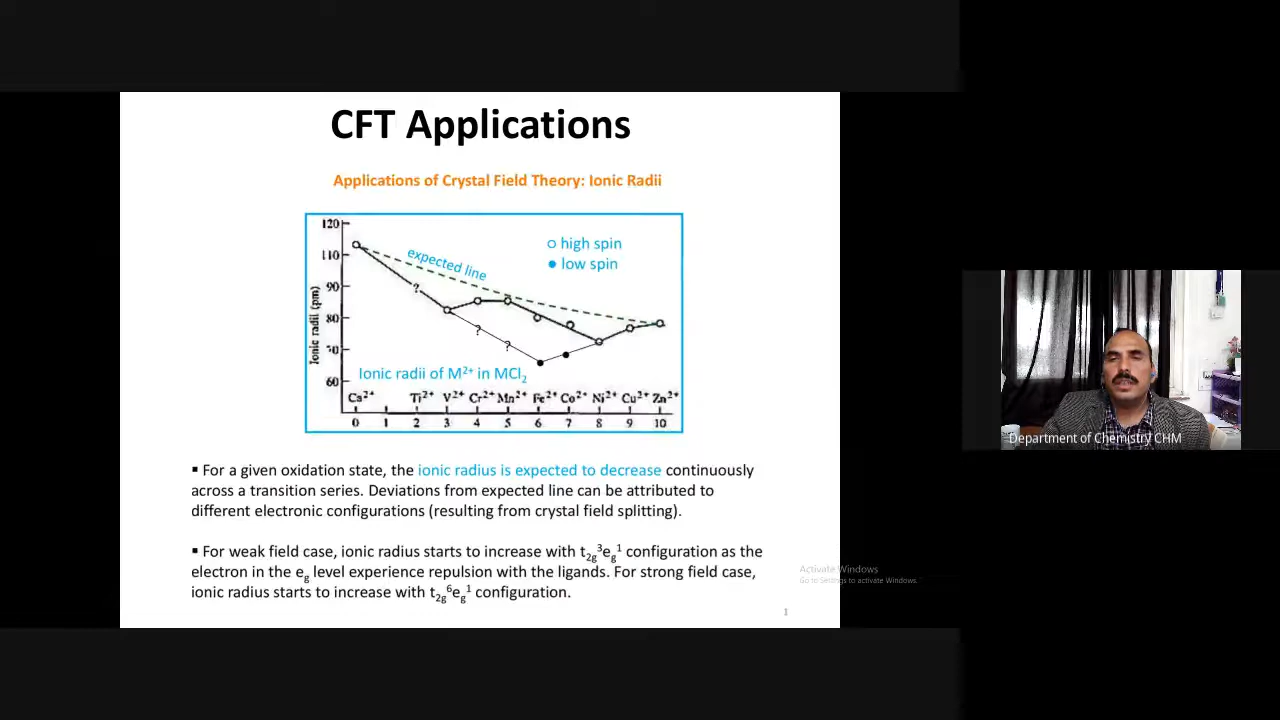 CFT Applications
Applications of Crystal Field Theory: Ionic Radii
120
110
90
80
70
60
Ionic radii (pm)
expected line
○ high spin
● low spin
?
?
?
Ionic radii of M²⁺ in MCl₂
Ca²⁺ Ti²⁺ V²⁺ Cr²⁺ Mn²⁺ Fe²⁺ Co²⁺ Ni²⁺ Cu²⁺ Zn²⁺
0 1 2 3 4 5 6 7 8 9 10
▪ For a given oxidation state, the ionic radius is expected to decrease continuously
across a transition series. Deviations from expected line can be attributed to
different electronic configurations (resulting from crystal field splitting).
▪ For weak field case, ionic radius starts to increase with t₂g³eg¹ configuration as the
electron in the eg level experience repulsion with the ligands. For strong field case,
ionic radius starts to increase with t₂g⁶eg¹ configuration.
1
Activate Windows
Go to Settings to activate Windows.
Department of Chemistry CHM